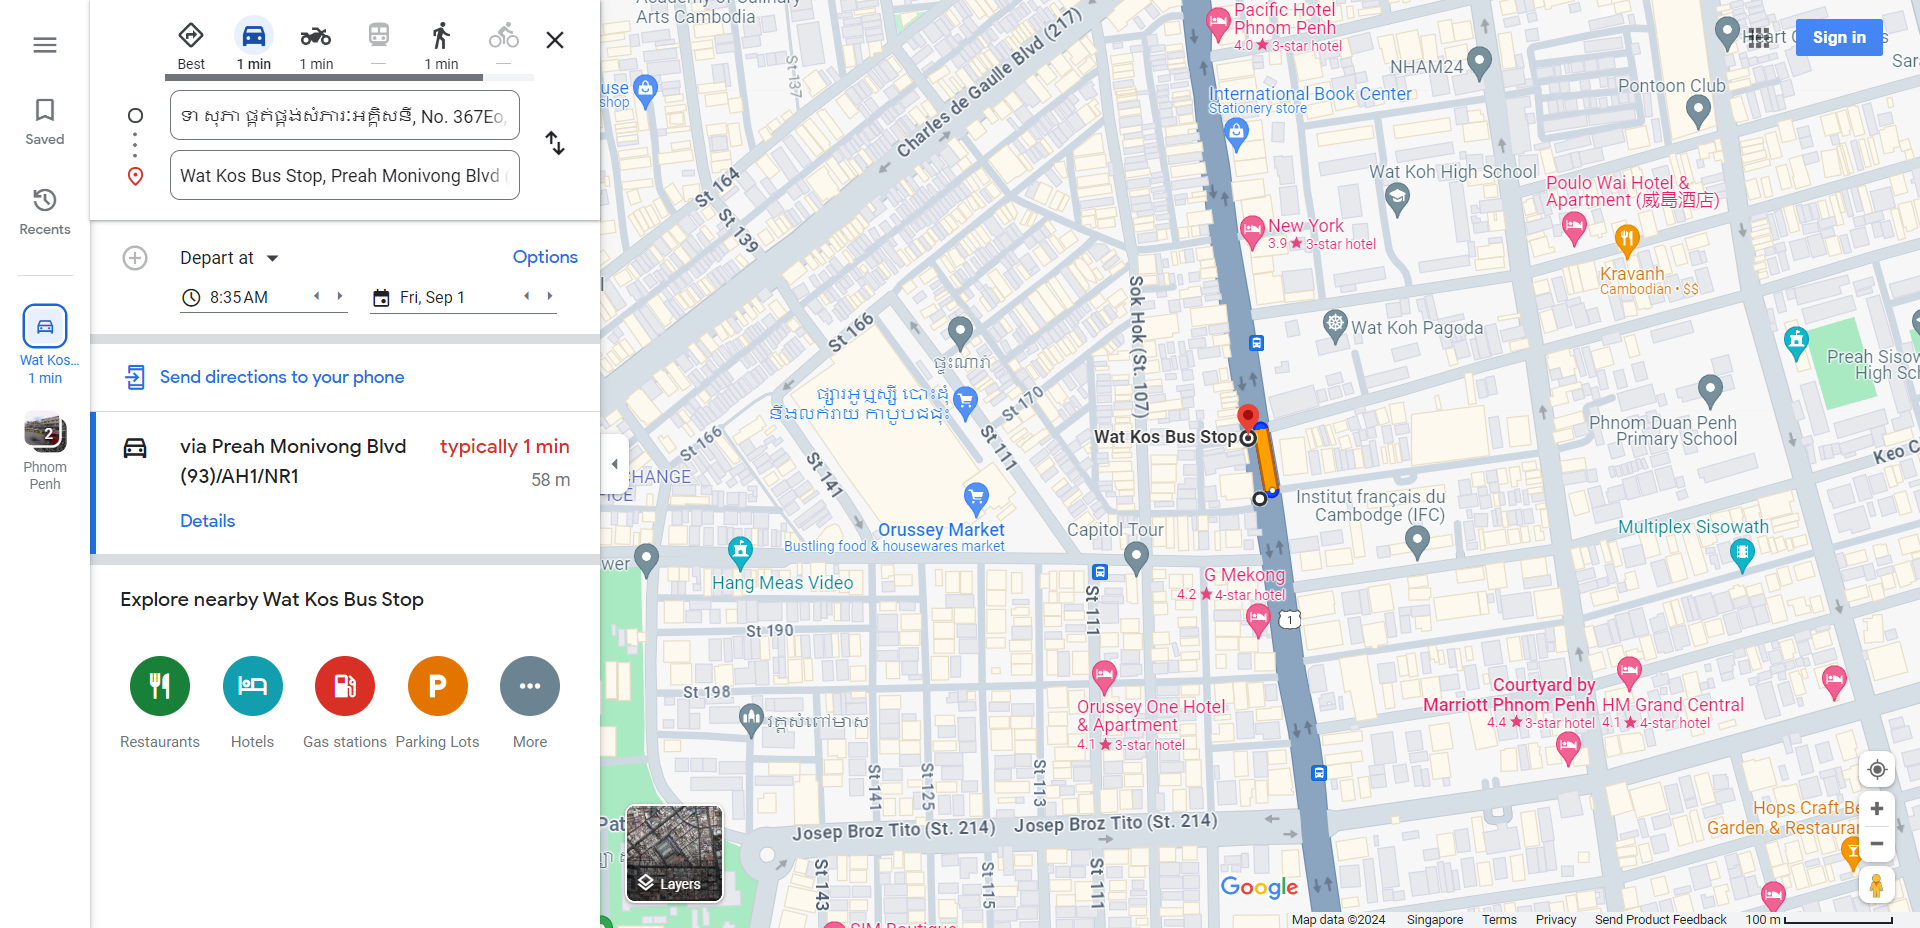 Saved
Recents
Wat Kos...
1 min
2
Phnom
Penh
Best
1 min
1 min
—
1 min
—
ទា សុភា ផ្គត់ផ្គង់សំភារៈអគ្គិសនី, No. 367Eo,
Wat Kos Bus Stop, Preah Monivong Blvd
Depart at
Options
8:35 AM
Fri, Sep 1
Send directions to your phone
via Preah Monivong Blvd
(93)/AH1/NR1
typically 1 min
58 m
Details
Explore nearby Wat Kos Bus Stop
Restaurants
Hotels
Gas stations
P
Parking Lots
More
Arts Cambodia
St 137
Charles de Gaulle Blvd (217)
Pacific Hotel
Phnom Penh
4.0★3-star hotel
NHAM24
Heart
Sign in
Sara
Pontoon Club
use
shop
International Book Center
Stationery store
Wat Koh High School
Poulo Wai Hotel &
Apartment (威島酒店)
St 164
St 139
New York
3.9★3-star hotel
Kravanh
Cambodian • $$
Sok Hok (St. 107)
St 166
ផ្ទះណារ៉ា
Wat Koh Pagoda
Preah Sisow
High Sch
ផ្សារអូឬស្សី បោះដុំ
និងលក់រាយ កាបូបជជុះ
St 170
Phnom Duan Penh
Primary School
Wat Kos Bus Stop
St 166
St 111
St 141
CHANGE
Keo
Institut français du
Cambodge (IFC)
Orussey Market
Bustling food & housewares market
Capitol Tour
Multiplex Sisowath
wer
Hang Meas Video
G Mekong
4.2★4-star hotel
1
St 111
St 190
St 198
វត្តសំពៅមាស
Orussey One Hotel
& Apartment
4.1★3-star hotel
Courtyard by
Marriott Phnom Penh
4.4★3-star hotel
HM Grand Central
4.1★4-star hotel
St 141
St 125
St 113
Josep Broz Tito (St. 214)
Josep Broz Tito (St. 214)
Hops Craft Be
Garden & Restaurar
Pat
Layers
St 143
St 115
St 111
Google
Map data ©2024
Singapore
Terms
Privacy
Send Product Feedback
100 m